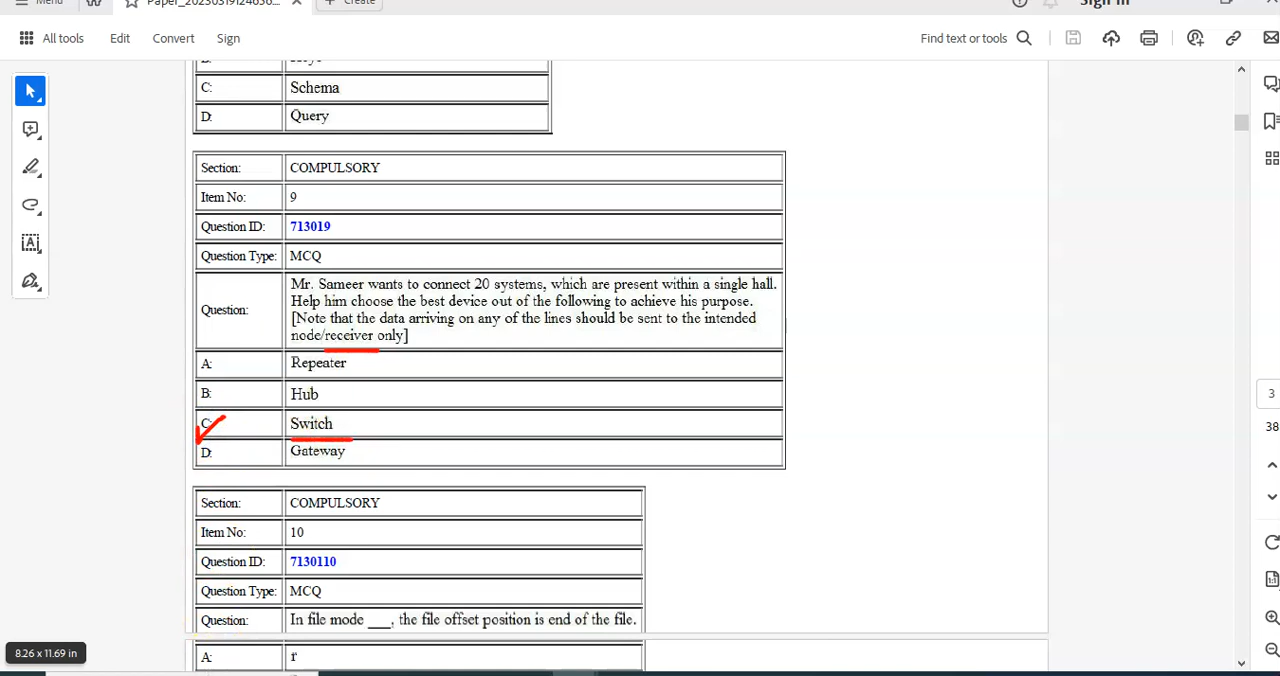 Menu
Paper_20230319124656...
Create
Sign in
All tools
Edit
Convert
Sign
Find text or tools
C:
Schema
D:
Query
Section:
COMPULSORY
Item No:
9
Question ID:
713019
Question Type:
MCQ
Question:
Mr. Sameer wants to connect 20 systems, which are present within a single hall.
Help him choose the best device out of the following to achieve his purpose.
[Note that the data arriving on any of the lines should be sent to the intended
node/receiver only]
A:
Repeater
B:
Hub
C:
Switch
D:
Gateway
Section:
COMPULSORY
Item No:
10
Question ID:
7130110
Question Type:
MCQ
Question:
In file mode ___, the file offset position is end of the file.
A:
r
3
38
8.26 x 11.69 in